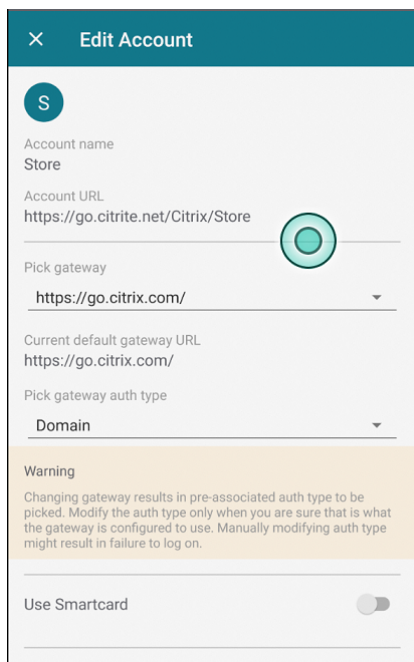 Edit Account
S
Account name
Store
Account URL
https://go.citrite.net/Citrix/Store
Pick gateway
https://go.citrix.com/
Current default gateway URL
https://go.citrix.com/
Pick gateway auth type
Domain
Warning
Changing gateway results in pre-associated auth type to be
picked. Modify the auth type only when you are sure that is what
the gateway is configured to use. Manually modifying auth type
might result in failure to log on.
Use Smartcard